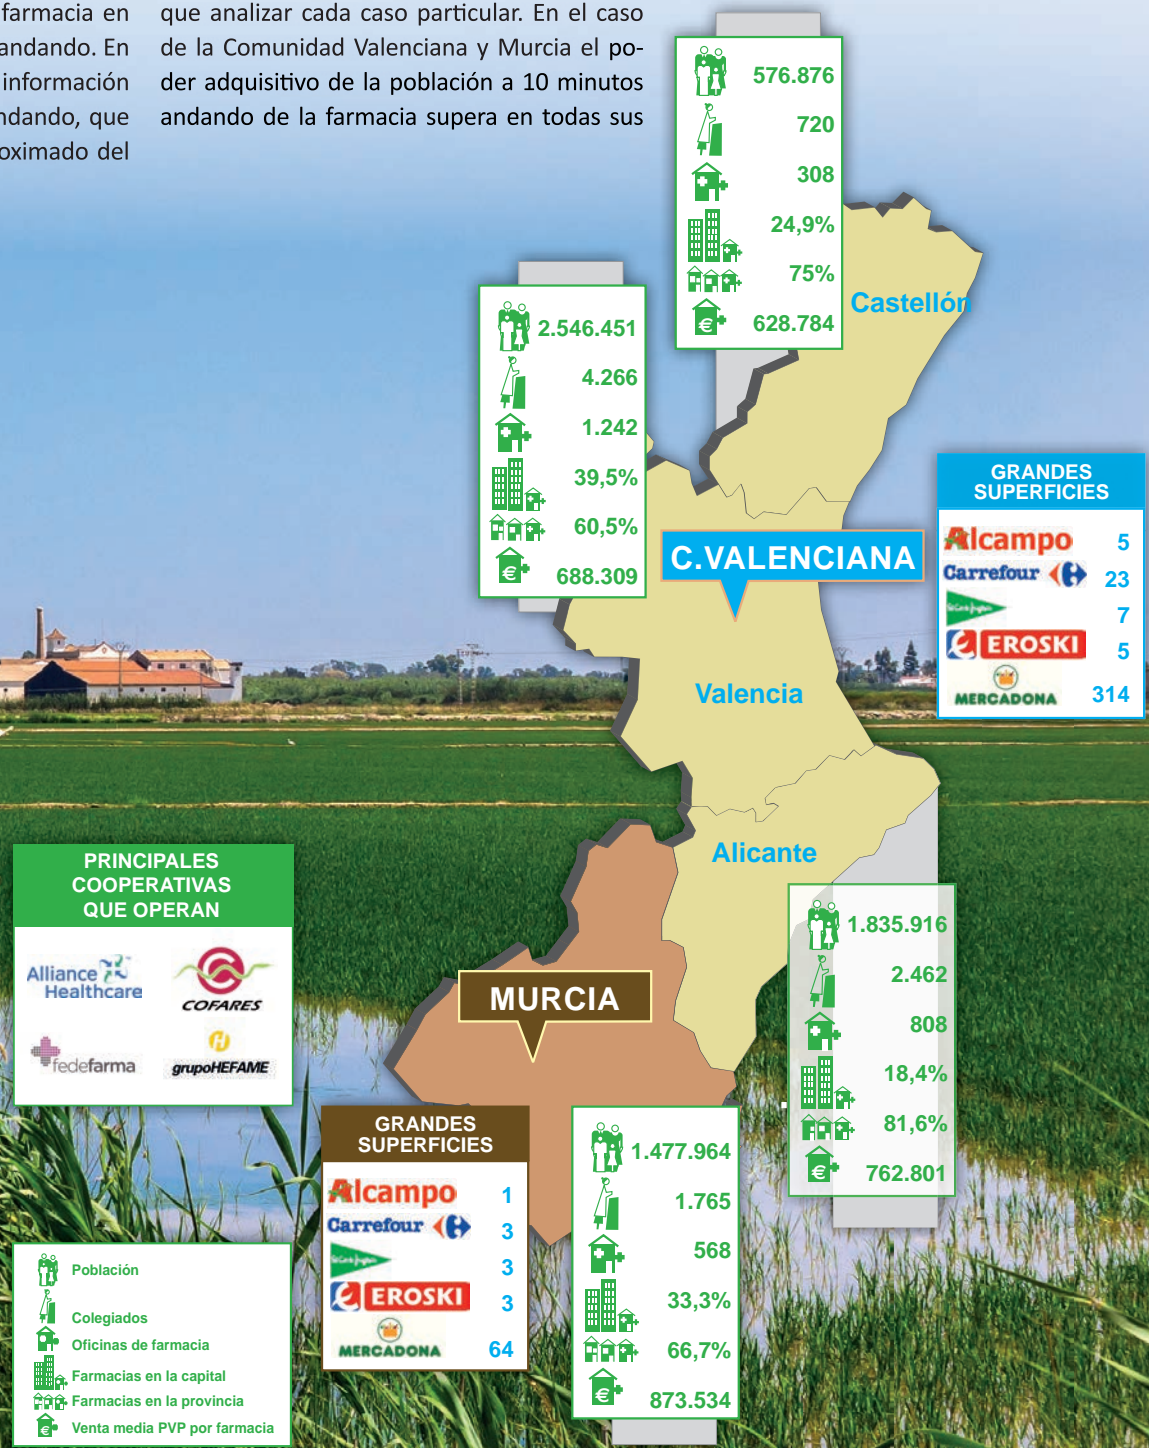 farmacia en
andando. En
información
ndando, que
oximado del
que analizar cada caso particular. En el caso
de la Comunidad Valenciana y Murcia el po-
der adquisitivo de la población a 10 minutos
andando de la farmacia supera en todas sus
576.876
720
308
24,9%
75%
628.784
Castellón
2.546.451
4.266
1.242
39,5%
60,5%
688.309
C.VALENCIANA
GRANDES
SUPERFICIES
Alcampo 5
Carrefour 23
El Corte Inglés 7
EROSKI 5
MERCADONA 314
Valencia
Alicante
PRINCIPALES
COOPERATIVAS
QUE OPERAN
Alliance
Healthcare
COFARES
fedefarma
grupoHEFAME
1.835.916
2.462
808
18,4%
81,6%
762.801
MURCIA
GRANDES
SUPERFICIES
Alcampo 1
Carrefour 3
El Corte Inglés 3
EROSKI 3
MERCADONA 64
1.477.964
1.765
568
33,3%
66,7%
873.534
Población
Colegiados
Oficinas de farmacia
Farmacias en la capital
Farmacias en la provincia
Venta media PVP por farmacia